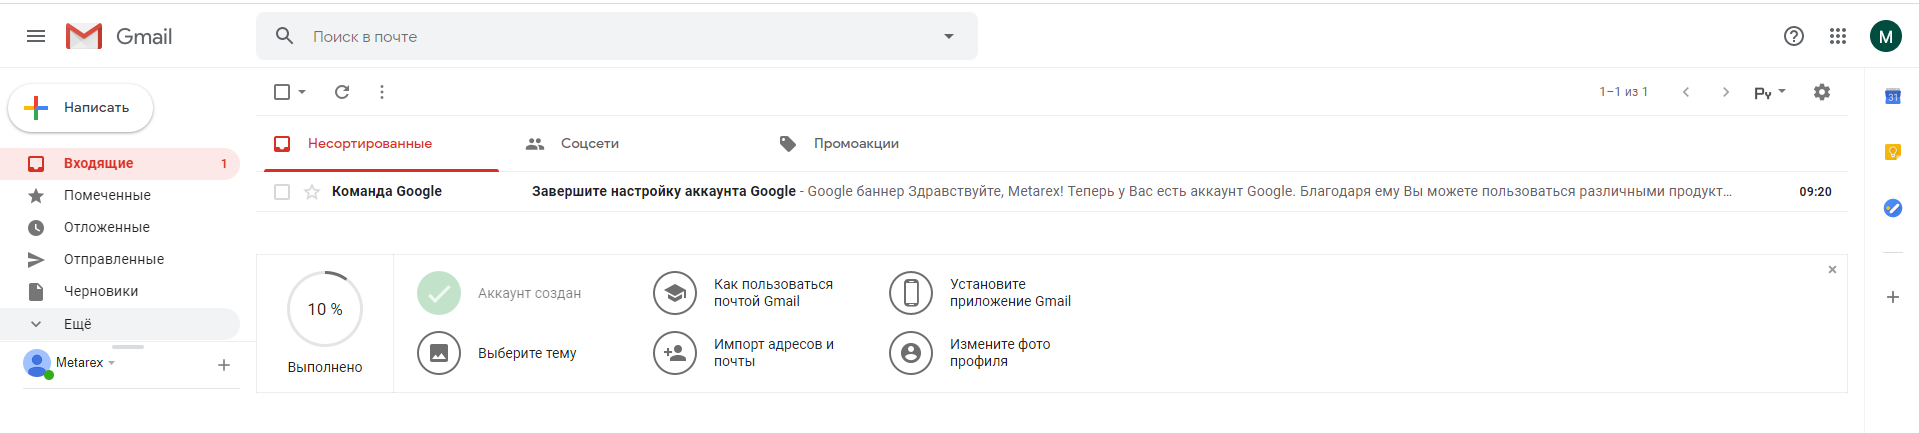 Gmail
Поиск в почте
M
Написать
1–1 из 1
Ру
31
Несортированные
Соцсети
Промоакции
Входящие 1
Помеченные
Отложенные
Отправленные
Черновики
Ещё
Metarex
Команда Google Завершите настройку аккаунта Google - Google баннер Здравствуйте, Metarex! Теперь у Вас есть аккаунт Google. Благодаря ему Вы можете пользоваться различными продукт... 09:20
10 %
Выполнено
Аккаунт создан
Как пользоваться
почтой Gmail
Установите
приложение Gmail
Выберите тему
Импорт адресов и
почты
Измените фото
профиля